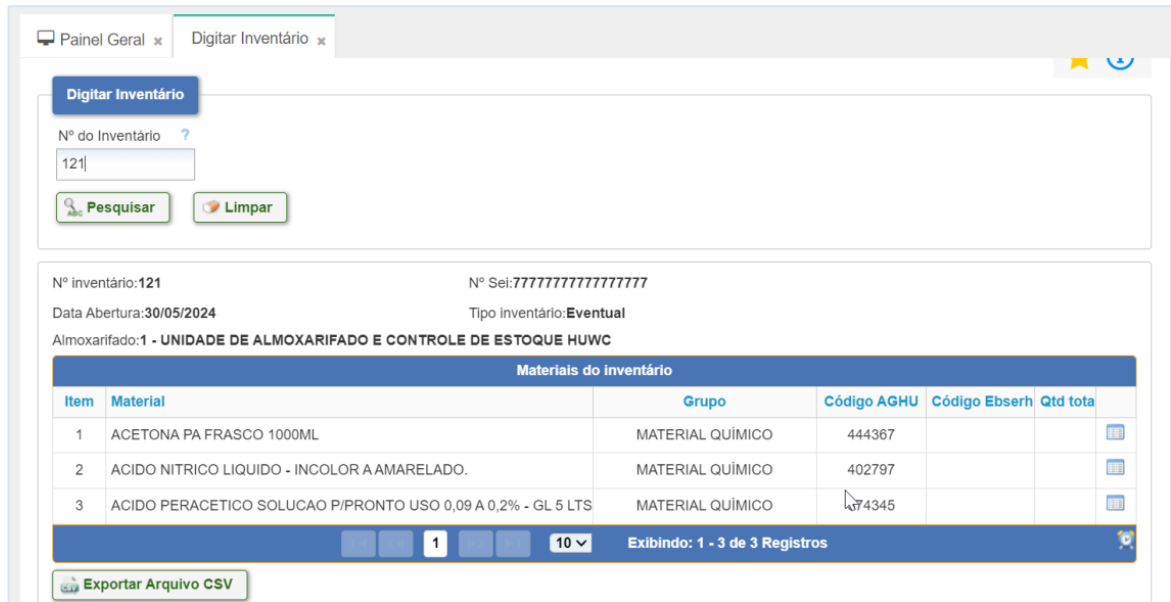 Painel Geral x Digitar Inventário x
Digitar Inventário
Nº do Inventário ?
121
Pesquisar Limpar
Nº inventário:121 Nº Sei:77777777777777777
Data Abertura:30/05/2024 Tipo inventário:Eventual
Almoxarifado:1 - UNIDADE DE ALMOXARIFADO E CONTROLE DE ESTOQUE HUWC
Materiais do inventário
Item Material Grupo Código AGHU Código Ebserh Qtd tota
1 ACETONA PA FRASCO 1000ML MATERIAL QUÌMICO 444367
2 ACIDO NITRICO LIQUIDO - INCOLOR A AMARELADO. MATERIAL QUÌMICO 402797
3 ACIDO PERACETICO SOLUCAO P/PRONTO USO 0,09 A 0,2% - GL 5 LTS MATERIAL QUÌMICO
1 10 Exibindo: 1 - 3 de 3 Registros
Exportar Arquivo CSV